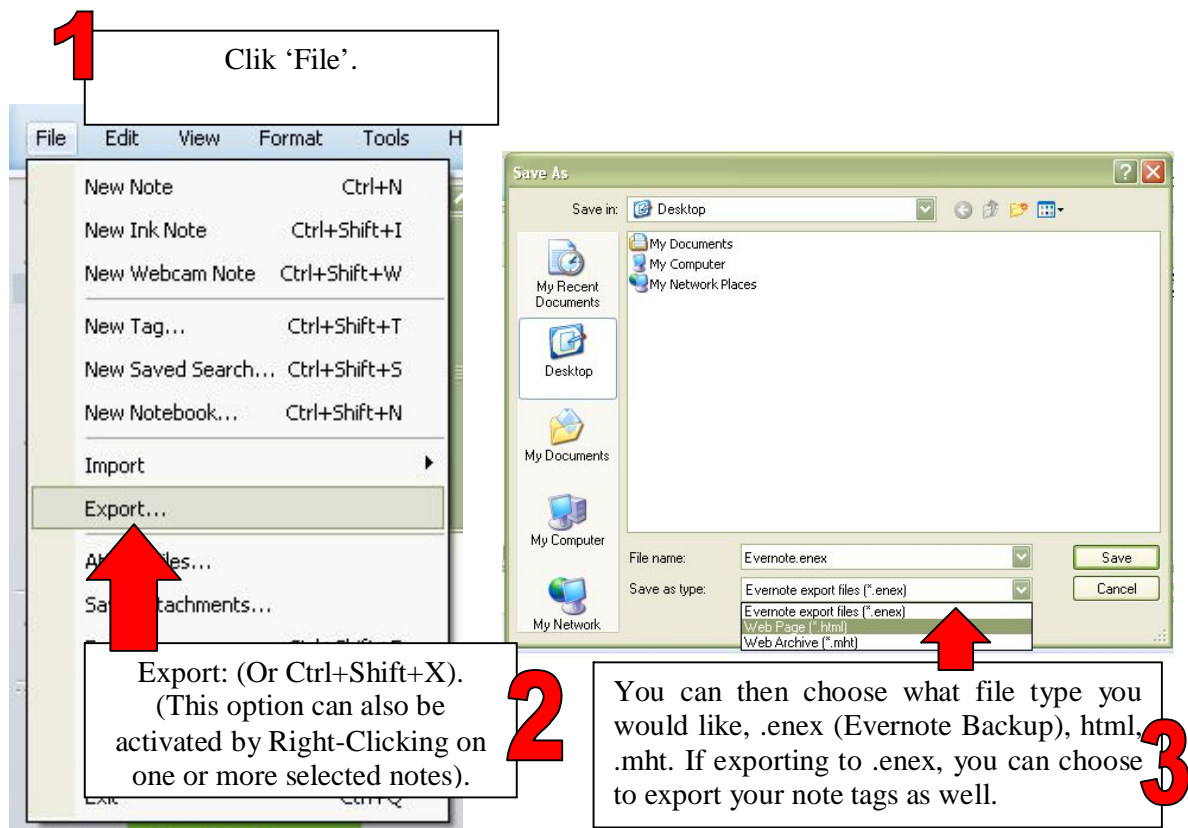 1
Clik ‘File’.
File Edit View Format Tools H
New Note Ctrl+N
New Ink Note Ctrl+Shift+I
New Webcam Note Ctrl+Shift+W
New Tag... Ctrl+Shift+T
New Saved Search... Ctrl+Shift+S
New Notebook... Ctrl+Shift+N
Import
Export...
Exit Ctrl+Q
Export: (Or Ctrl+Shift+X).
(This option can also be
activated by Right-Clicking on
one or more selected notes).
2
Save As
Save in: Desktop
My Documents
My Computer
My Network Places
My Recent
Documents
Desktop
My Documents
My Computer
My Network
File name: Evernote.enex Save
Save as type: Evernote export files (*.enex) Cancel
Evernote export files (*.enex)
Web Page (*.html)
Web Archive (*.mht)
You can then choose what file type you
would like, .enex (Evernote Backup), html,
.mht. If exporting to .enex, you can choose
to export your note tags as well.
3